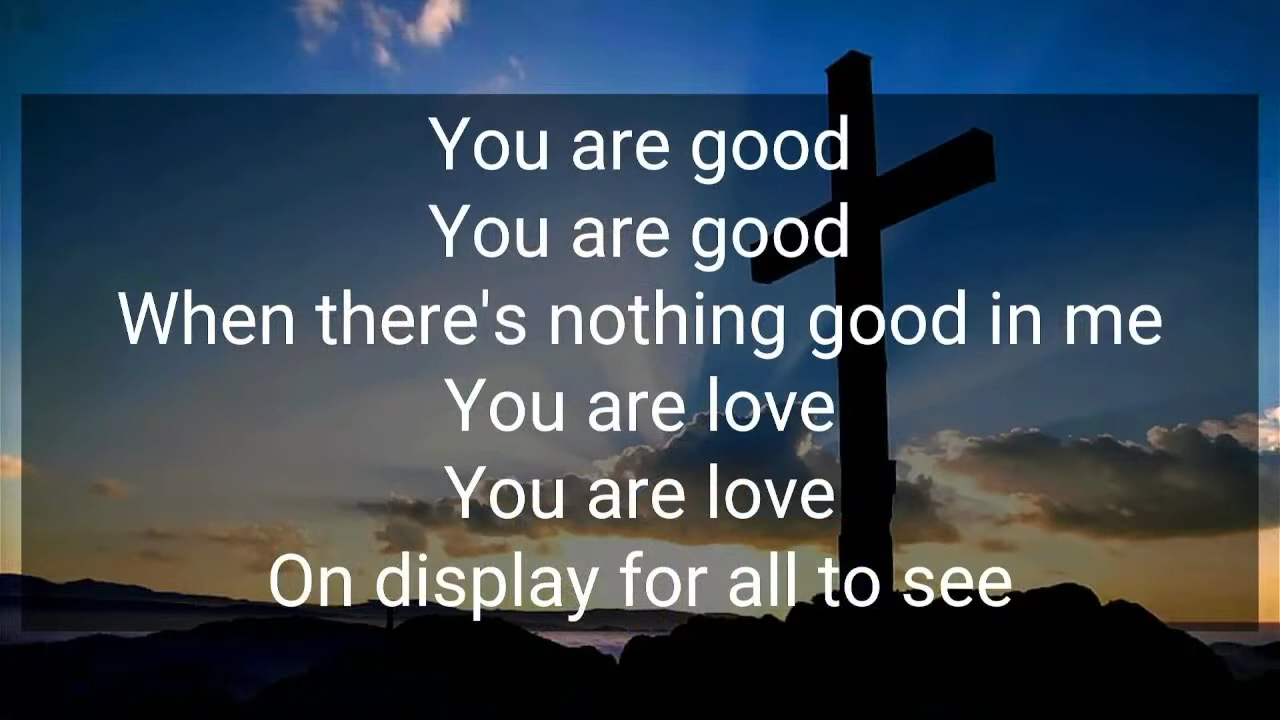 You are good
You are good
When there's nothing good in me
You are love
You are love
On display for all to see